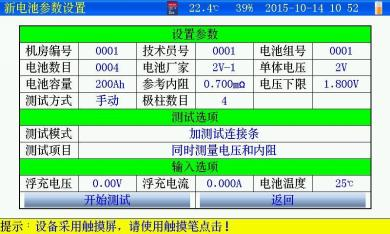 新电池参数设置 22.4℃ 39% 2015-10-14 10 52
设置参数
机房编号 0001 技术员号 0001 电池组号 0001
电池数目 0004 电池厂家 2V-1 单体电压 2V
电池容量 200Ah 参考内阻 0.700mΩ 电压下限 1.800V
测试方式 手动 极柱数目 4
测试选项
测试模式 加测试连接条
测试项目 同时测量电压和内阻
输入选项
浮充电压 0.00V 浮充电流 0.000A 电池温度 25℃
开始测试 返回
提示：设备采用触摸屏，请使用触摸笔点击！